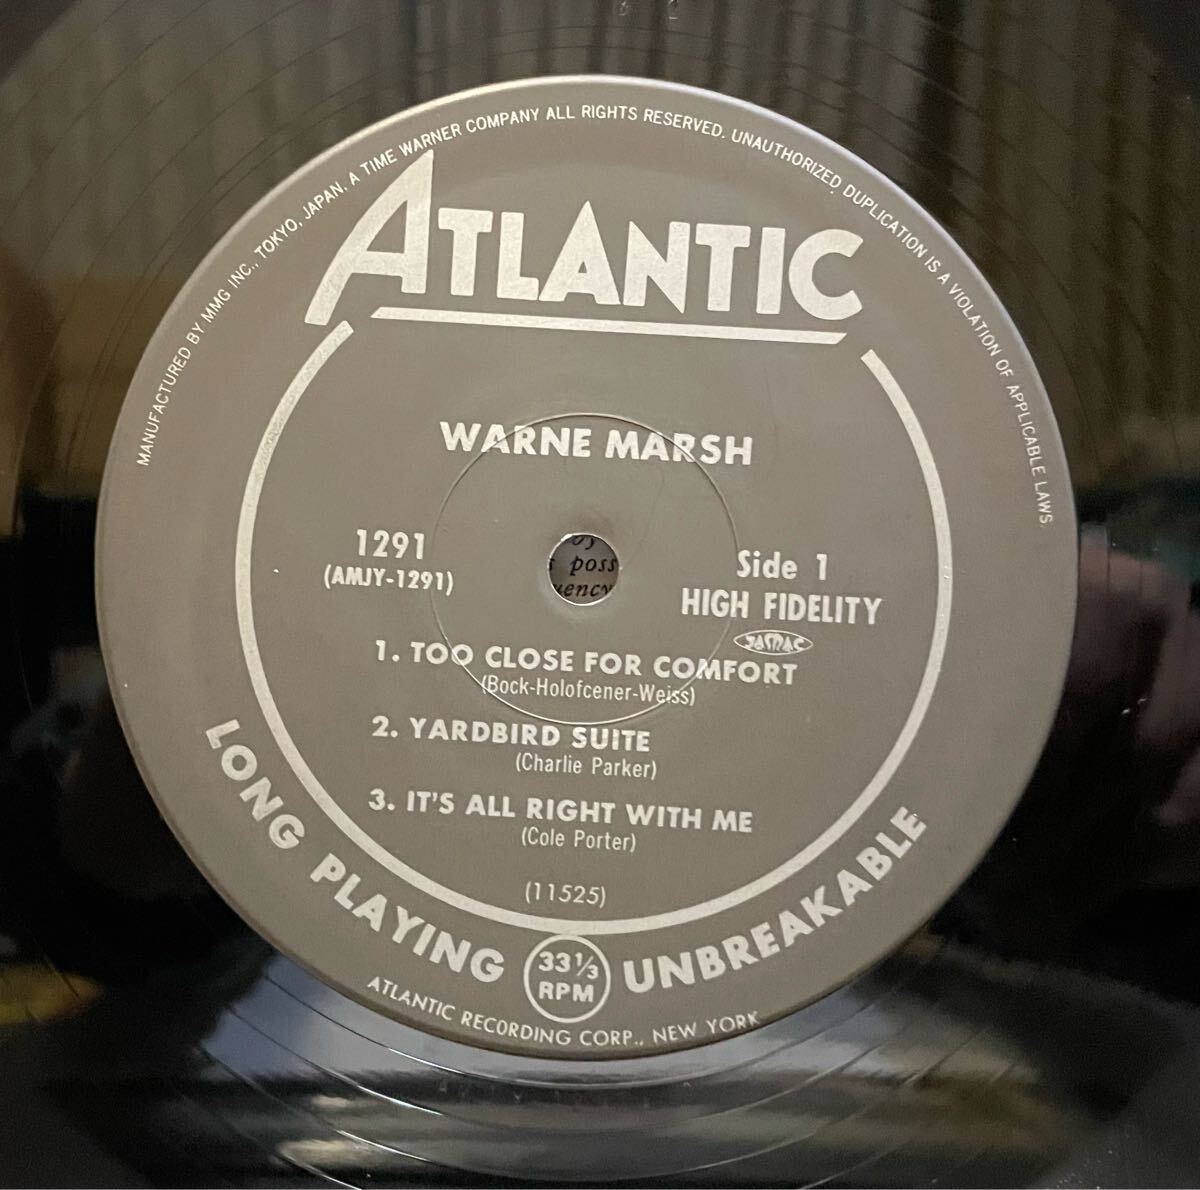 MANUFACTURED BY MMG INC., TOKYO, JAPAN. A TIME WARNER COMPANY ALL RIGHTS RESERVED. UNAUTHORIZED DUPLICATION IS A VIOLATION OF APPLICABLE LAWS.
ATLANTIC
WARNE MARSH
1291
(AMJY-1291)
Side 1
HIGH FIDELITY
JASRAC
1. TOO CLOSE FOR COMFORT
(Bock-Holofcener-Weiss)
2. YARDBIRD SUITE
(Charlie Parker)
3. IT'S ALL RIGHT WITH ME
(Cole Porter)
(11525)
LONG PLAYING
33 1/3
RPM
UNBREAKABLE
ATLANTIC RECORDING CORP., NEW YORK
poss